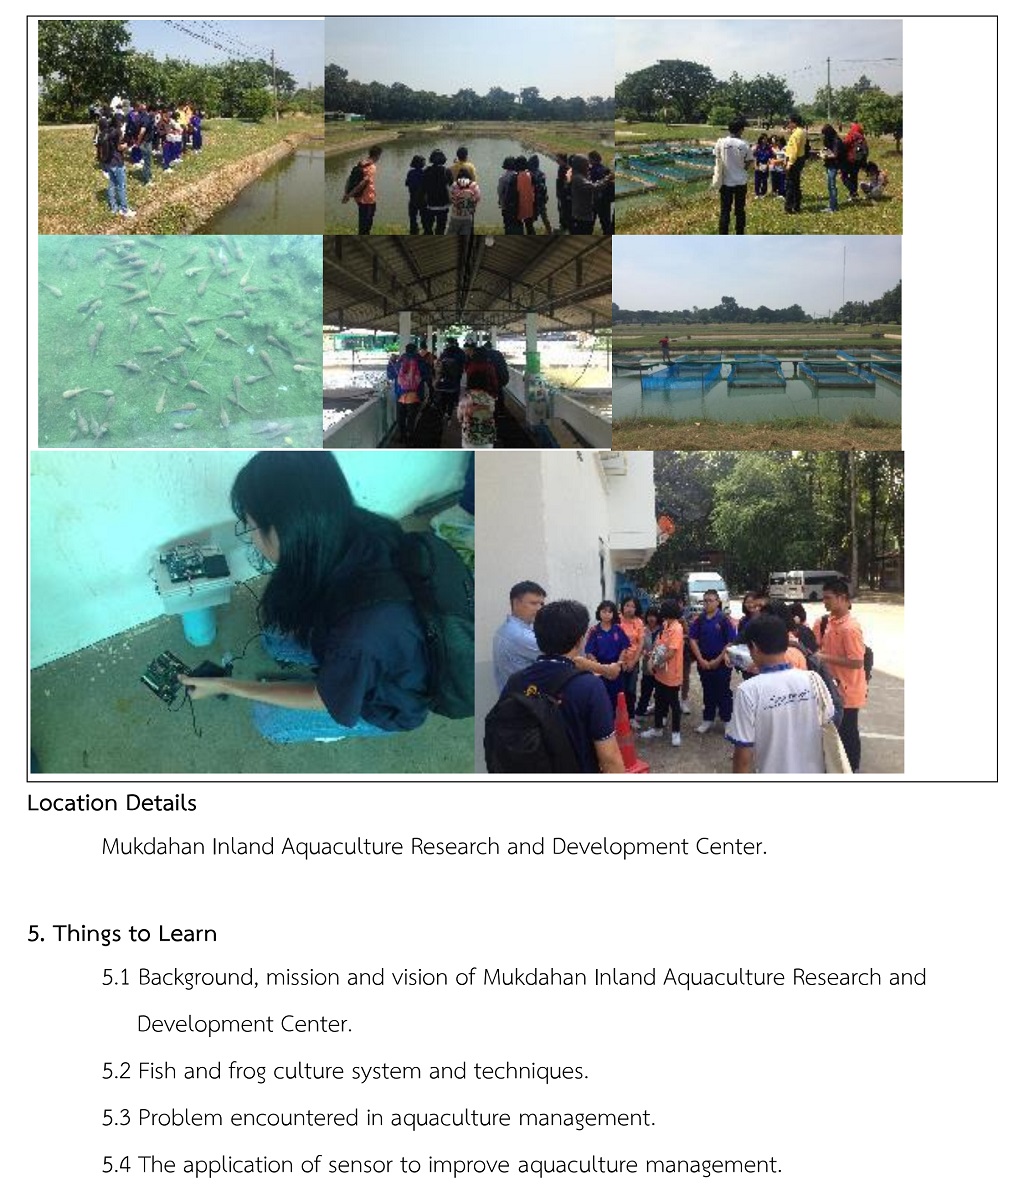 Location Details
Mukdahan Inland Aquaculture Research and Development Center.
5. Things to Learn
5.1 Background, mission and vision of Mukdahan Inland Aquaculture Research and
Development Center.
5.2 Fish and frog culture system and techniques.
5.3 Problem encountered in aquaculture management.
5.4 The application of sensor to improve aquaculture management.